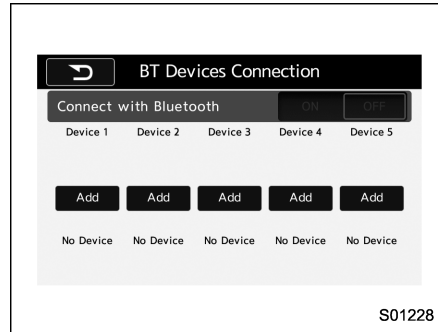 BT Devices Connection
Connect with Bluetooth ON OFF
Device 1 Device 2 Device 3 Device 4 Device 5
Add Add Add Add Add
No Device No Device No Device No Device No Device
S01228